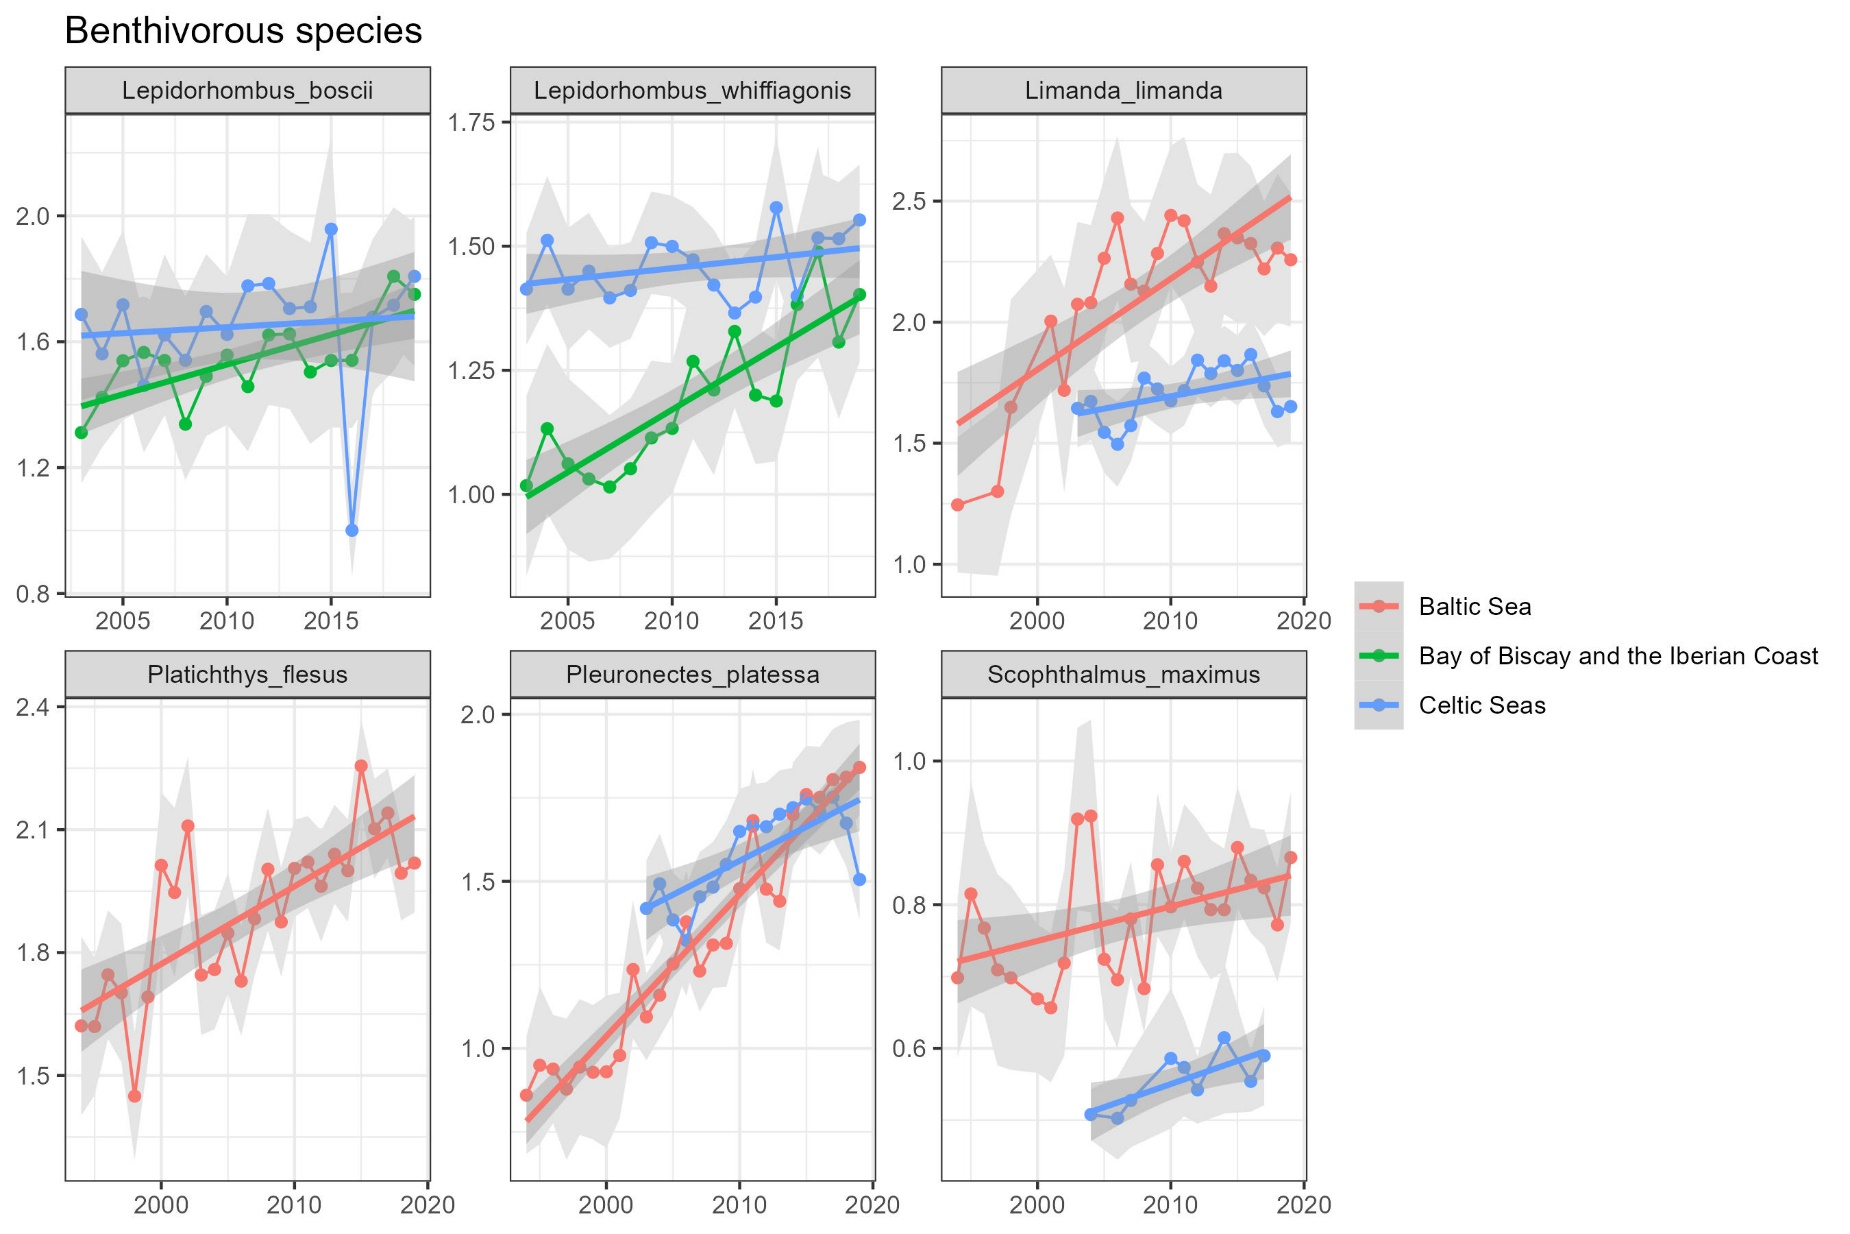 Benthivorous species
Lepidorhombus_boscii
Lepidorhombus_whiffiagonis
Limanda_limanda
2.0
1.6
1.2
0.8
2005 2010 2015
1.75
1.50
1.25
1.00
2005 2010 2015
2.5
2.0
1.5
1.0
2000 2010 2020
Platichthys_flesus
Pleuronectes_platessa
Scophthalmus_maximus
2.4
2.1
1.8
1.5
2000 2010 2020
2.0
1.5
1.0
2000 2010 2020
1.0
0.8
0.6
2000 2010 2020
Baltic Sea
Bay of Biscay and the Iberian Coast
Celtic Seas